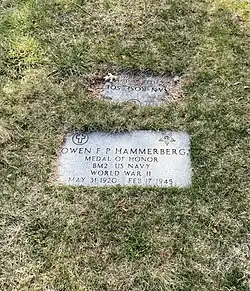 OWEN F P HAMMERBERG
MEDAL OF HONOR
BM2 US NAVY
WORLD WAR II
MAY 31 1920 FEB 17 1945